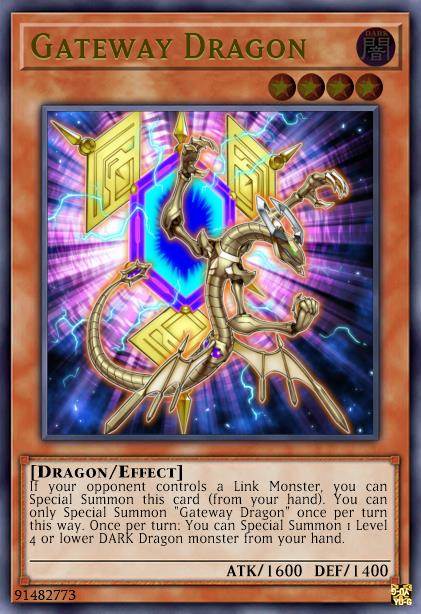 GATEWAY DRAGON
DARK
闇
[DRAGON/EFFECT]
If your opponent controls a Link Monster, you can
Special Summon this card (from your hand). You can
only Special Summon "Gateway Dragon" once per turn
this way. Once per turn: You can Special Summon 1 Level
4 or lower DARK Dragon monster from your hand.
ATK/1600 DEF/1400
91482773